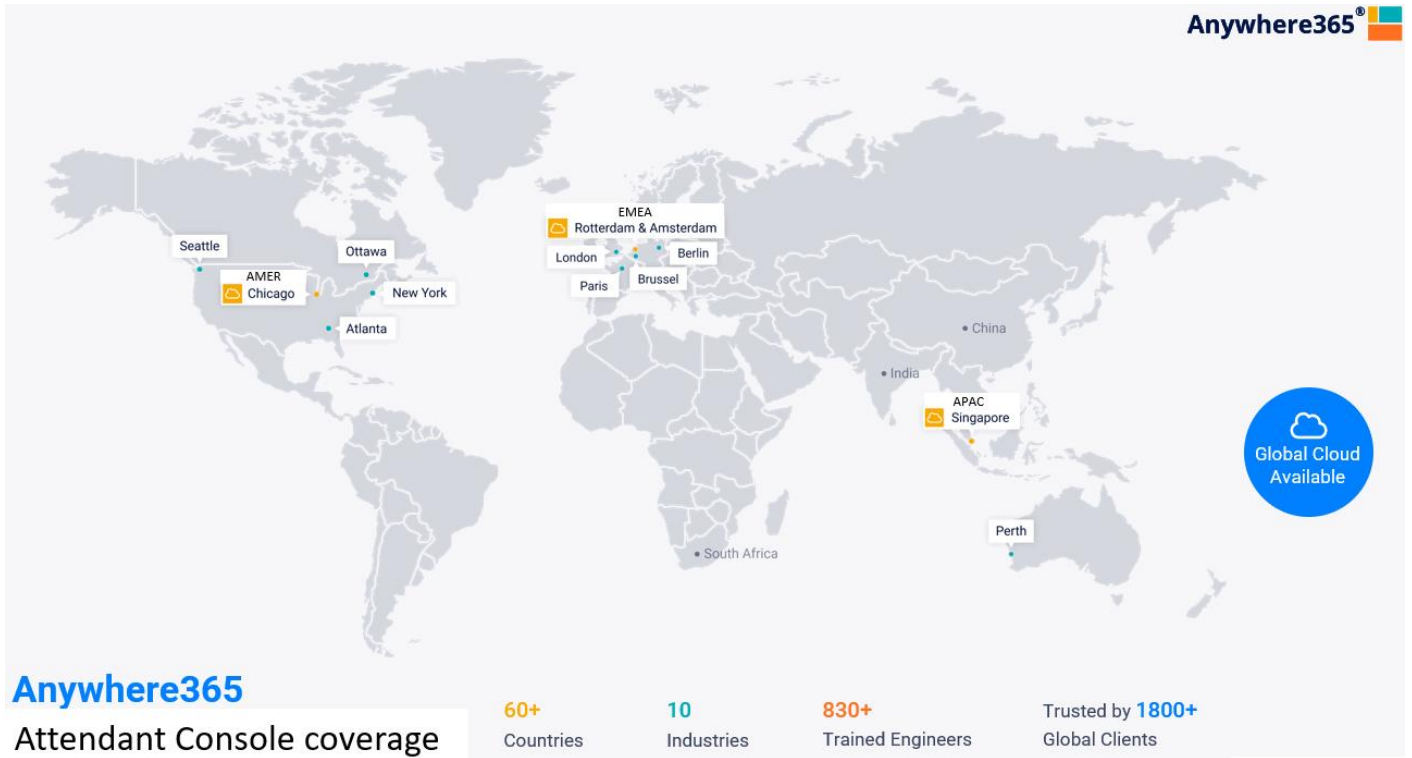 Anywhere365®
EMEA
Rotterdam & Amsterdam
Seattle
Ottawa
London
Berlin
AMER
Chicago
New York
Paris
Brussel
Atlanta
China
India
APAC
Singapore
Global Cloud
Available
Perth
South Africa
Anywhere365
Attendant Console coverage
60+
Countries
10
Industries
830+
Trained Engineers
Trusted by 1800+
Global Clients